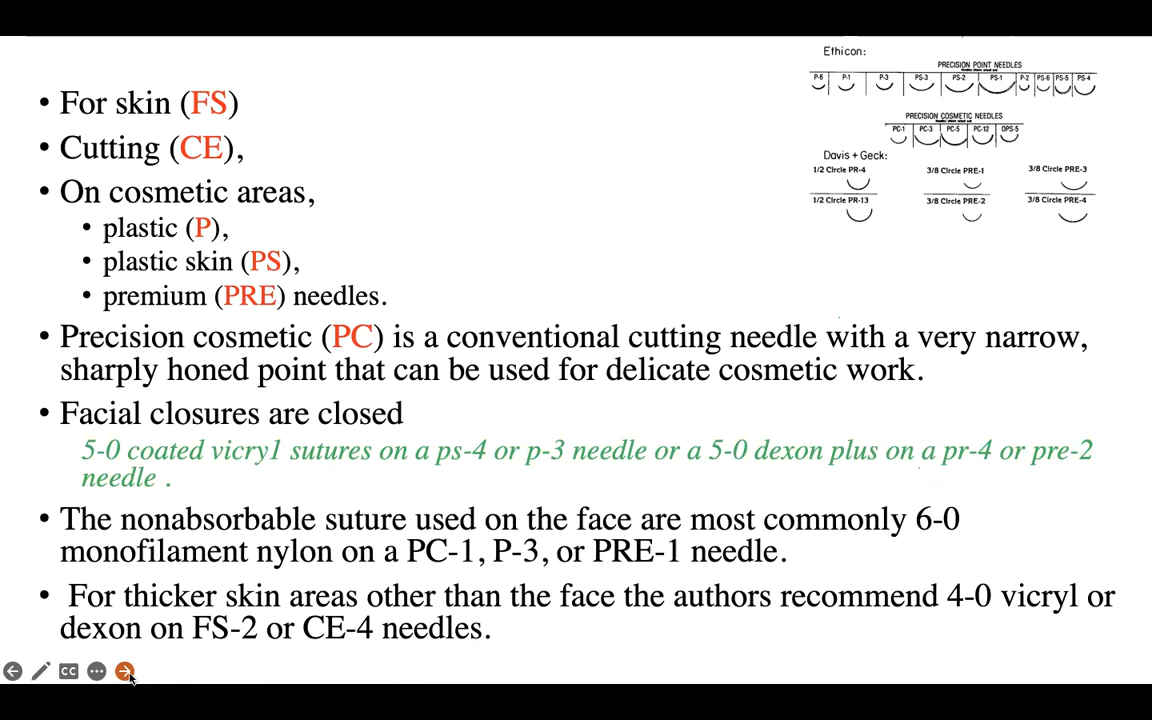 Ethicon:
PRECISION POINT NEEDLES
P-6 P-1 P-3 PS-3 PS-2 PS-1 P-2 PS-6 PS-5 PS-4
PRECISION COSMETIC NEEDLES
PC-1 PC-3 PC-5 PC-12 OPS-5
Davis + Geck:
1/2 Circle PR-4 3/8 Circle PRE-1 3/8 Circle PRE-3
1/2 Circle PR-13 3/8 Circle PRE-2 3/8 Circle PRE-4
• For skin (FS)
• Cutting (CE),
• On cosmetic areas,
• plastic (P),
• plastic skin (PS),
• premium (PRE) needles.
• Precision cosmetic (PC) is a conventional cutting needle with a very narrow,
sharply honed point that can be used for delicate cosmetic work.
• Facial closures are closed
5-0 coated vicry1 sutures on a ps-4 or p-3 needle or a 5-0 dexon plus on a pr-4 or pre-2
needle .
• The nonabsorbable suture used on the face are most commonly 6-0
monofilament nylon on a PC-1, P-3, or PRE-1 needle.
• For thicker skin areas other than the face the authors recommend 4-0 vicryl or
dexon on FS-2 or CE-4 needles.
CC